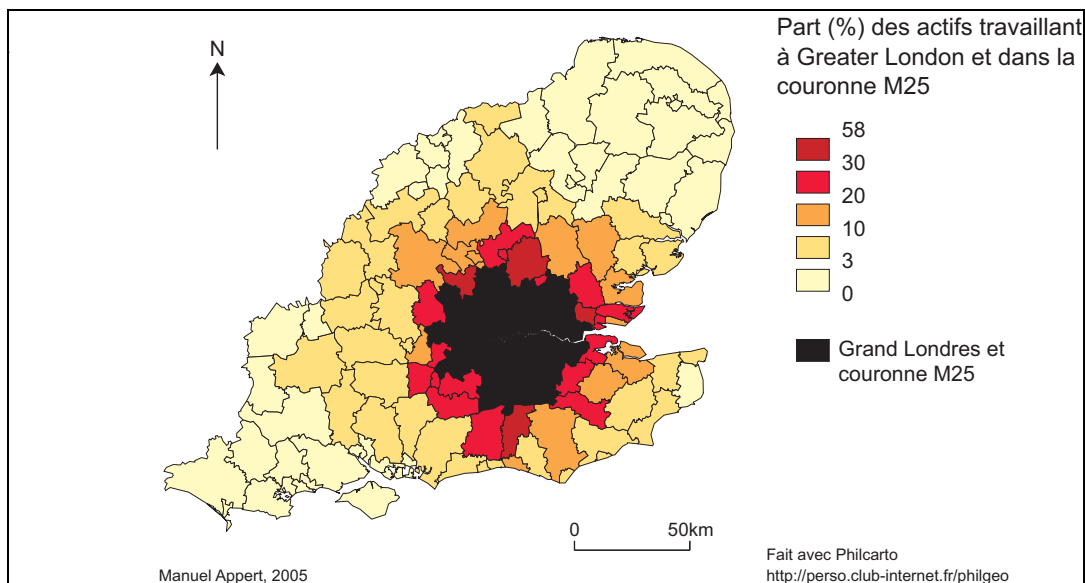 N
Part (%) des actifs travaillant
à Greater London et dans la
couronne M25
58
30
20
10
3
0
Grand Londres et
couronne M25
0 50km
Manuel Appert, 2005
Fait avec Philcarto
http://perso.club-internet.fr/philgeo